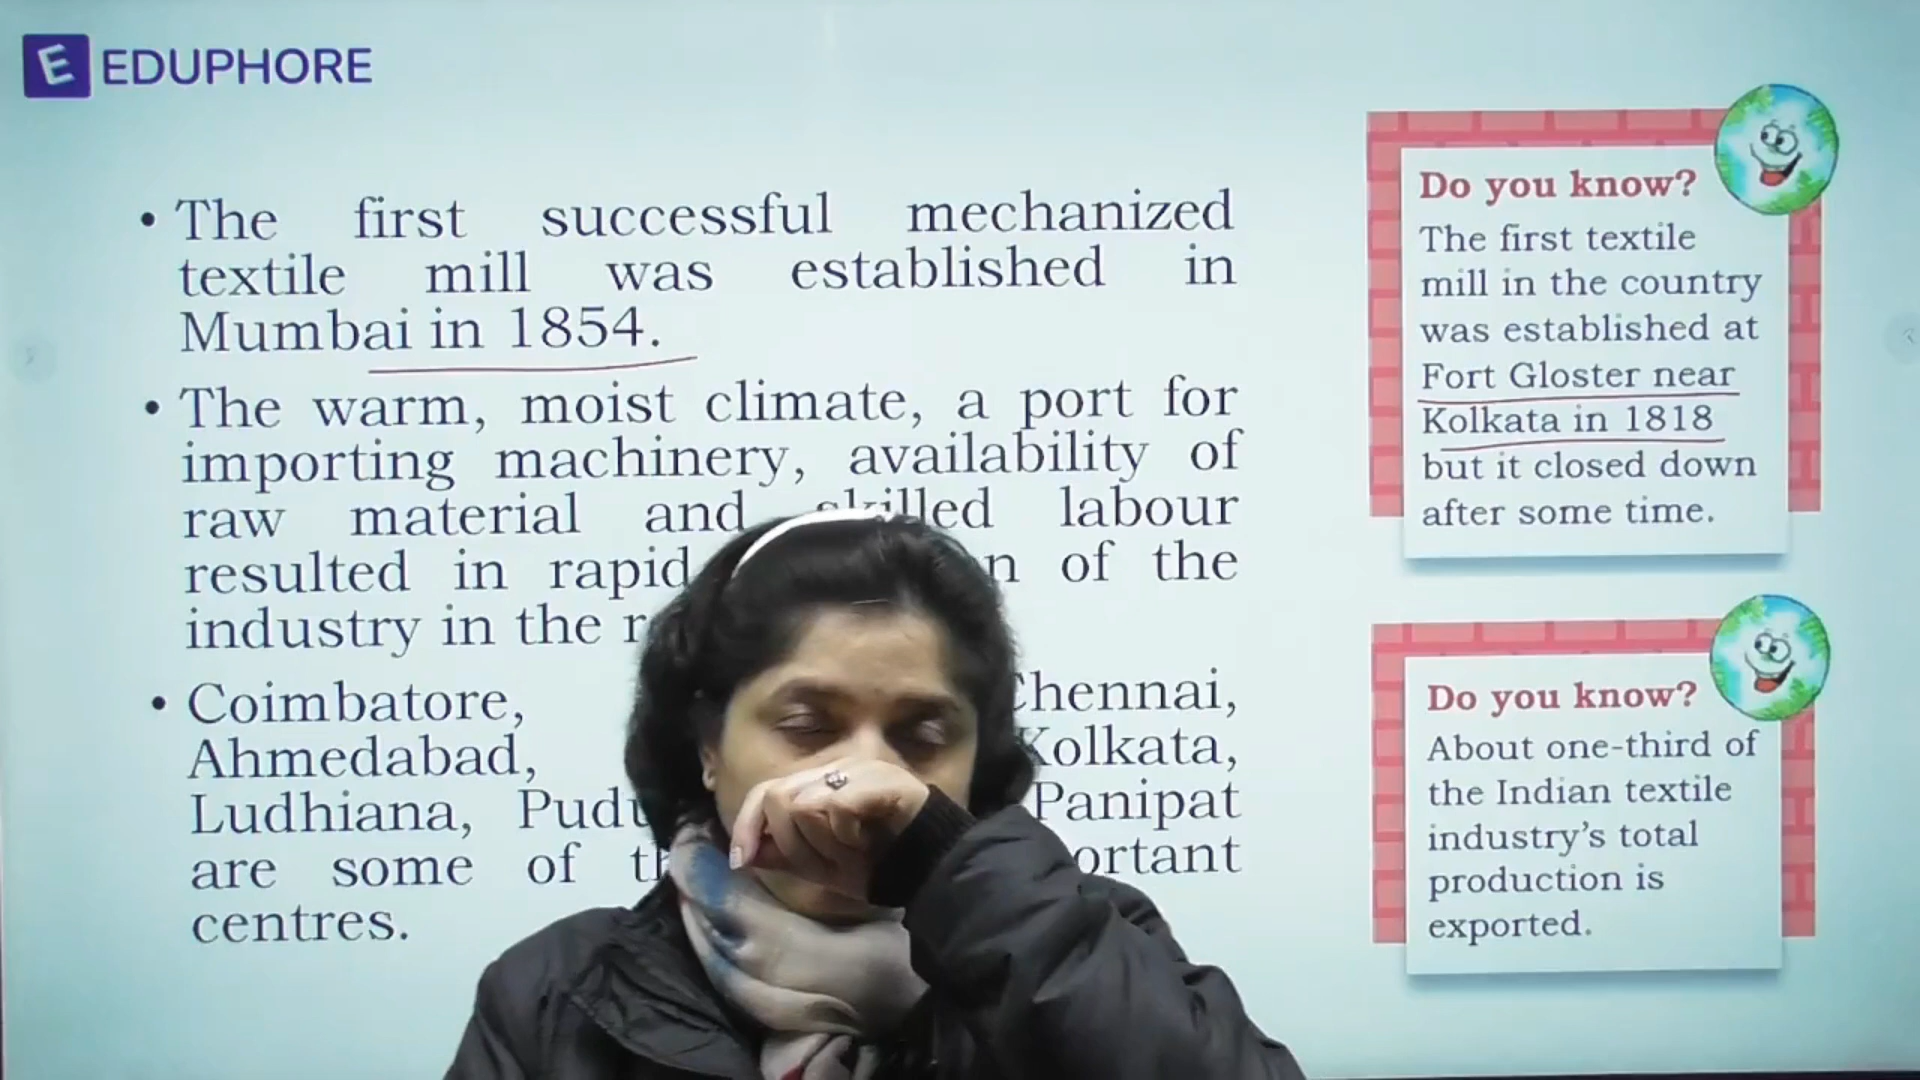 E EDUPHORE
• The first successful mechanized
textile mill was established in
Mumbai in 1854.
• The warm, moist climate, a port for
importing machinery, availability of
raw material and skilled labour
resulted in rapid of the
industry in the
• Coimbatore, Chennai,
Ahmedabad, Kolkata,
Ludhiana, Panipat
are some of
centres.
Do you know?
The first textile
mill in the country
was established at
Fort Gloster near
Kolkata in 1818
but it closed down
after some time.
Do you know?
About one-third of
the Indian textile
industry's total
production is
exported.